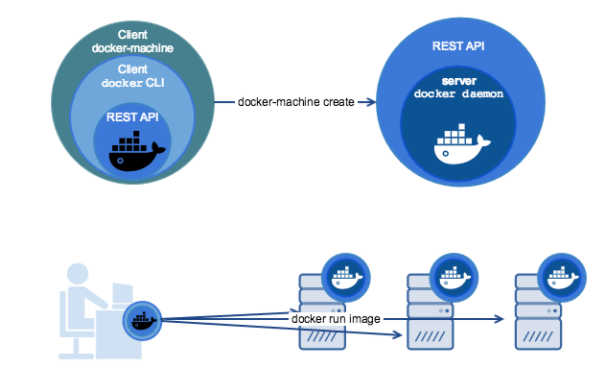 Client
docker-machine
Client
docker CLI
REST API
docker-machine create
REST API
server
docker daemon
docker run image